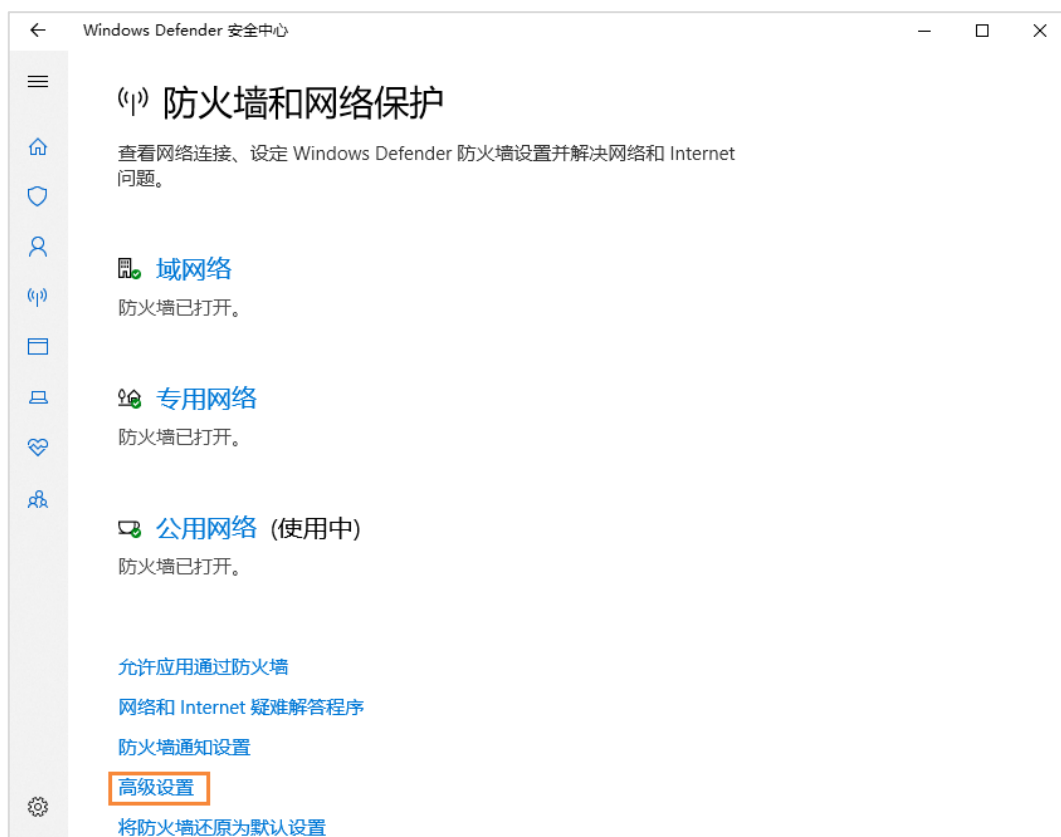 Windows Defender 安全中心
防火墙和网络保护
查看网络连接、设定 Windows Defender 防火墙设置并解决网络和 Internet
问题。
域网络
防火墙已打开。
专用网络
防火墙已打开。
公用网络 (使用中)
防火墙已打开。
允许应用通过防火墙
网络和 Internet 疑难解答程序
防火墙通知设置
高级设置
将防火墙还原为默认设置